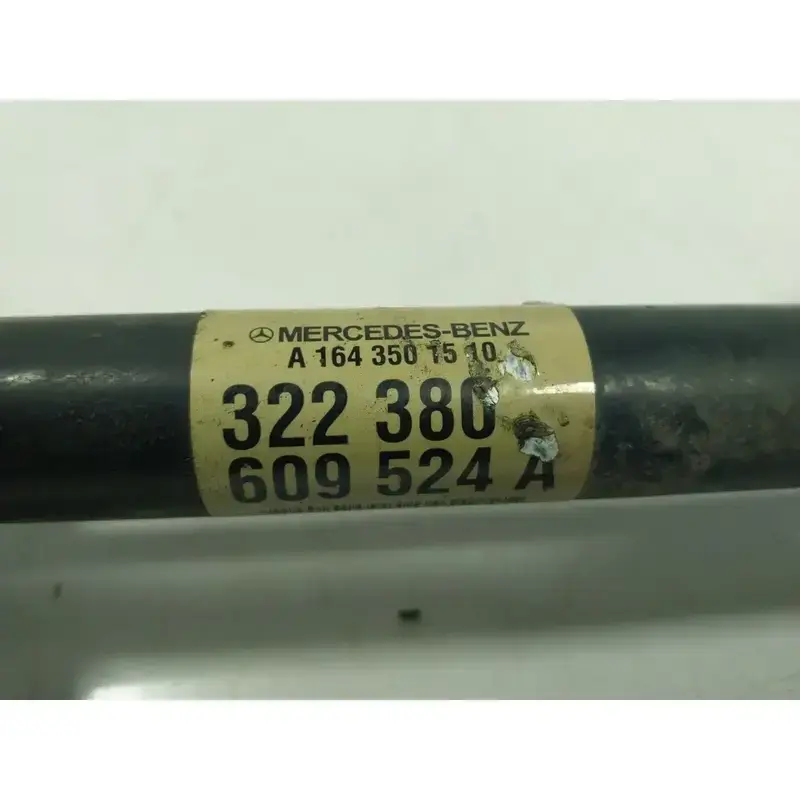 MERCEDES-BENZ
A 164 350 15 10
322 380
609 524 A